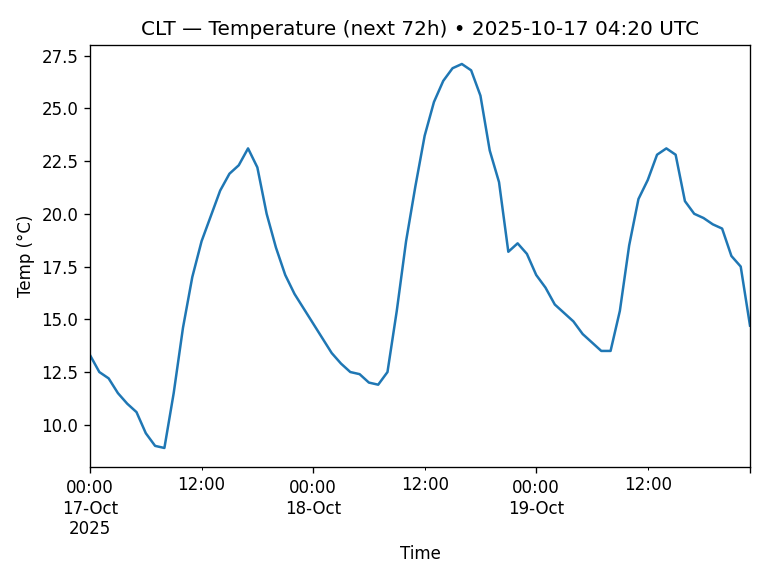 CLT — Temperature (next 72h) • 2025-10-17 04:20 UTC
27.5
25.0
22.5
20.0
17.5
15.0
12.5
10.0
Temp (°C)
00:00 12:00 00:00 12:00 00:00 12:00
17-Oct 18-Oct 19-Oct
2025
Time